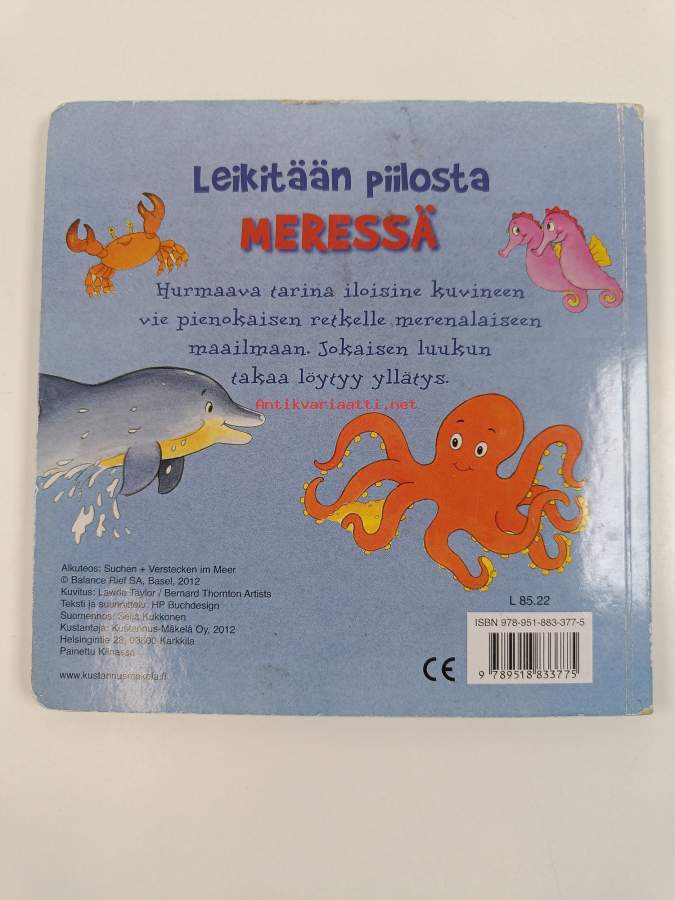 Leikitään piilosta
MERESSÄ
Hurmaava tarina iloisine kuvineen
vie pienokaisen retkelle merenalaiseen
maailmaan. Jokaisen luukun
takaa löytyy yllätys.
Antikvariaatti.net
Alkuteos: Suchen + Verstecken im Meer
© Balance Rief SA, Basel, 2012
Kuvitus: Lawrie Taylor / Bernard Thornton Artists
Teksti ja suunnittelu: HP Buchdesign
Suomennos: Seija Kukkonen
Kustantaja: Kustannus-Mäkelä Oy, 2012
Helsingintie 23, 03600 Karkkila
Painettu Kiinassa
www.kustannusmakela.fi
L 85.22
ISBN 978-951-883-377-5
CE
9 789518 833775